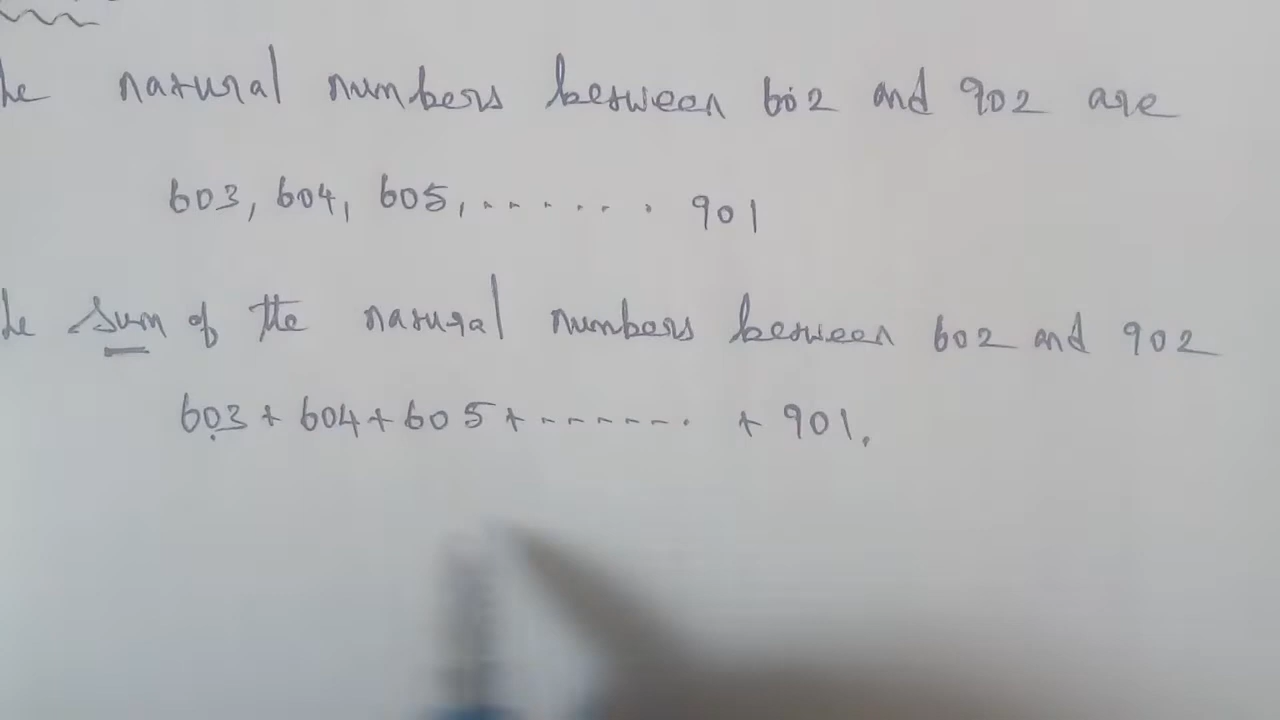 he natural numbers between 602 and 902 are
603, 604, 605, ....... 901
he sum of the natural numbers between 602 and 902
603 + 604 + 605 + ------. + 901.